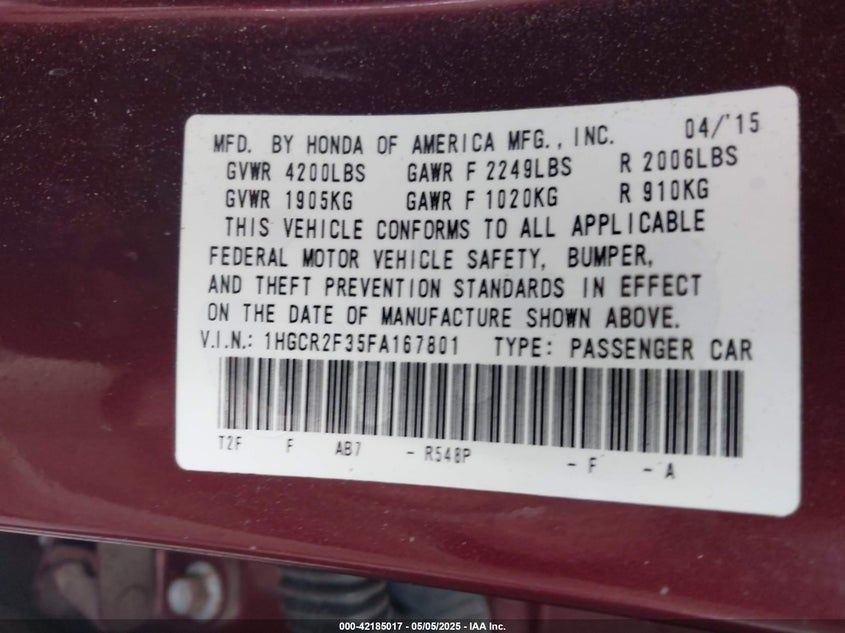 MFD. BY HONDA OF AMERICA MFG., INC. 04/'15
GVWR 4200LBS GAWR F 2249LBS R 2006LBS
GVWR 1905KG GAWR F 1020KG R 910KG
THIS VEHICLE CONFORMS TO ALL APPLICABLE
FEDERAL MOTOR VEHICLE SAFETY, BUMPER,
AND THEFT PREVENTION STANDARDS IN EFFECT
ON THE DATE OF MANUFACTURE SHOWN ABOVE.
V.I.N.: 1HGCR2F35FA167801 TYPE: PASSENGER CAR
T2F F AB7 - R548P - F - A
000-42185017 - 05/05/2025 - IAA Inc.